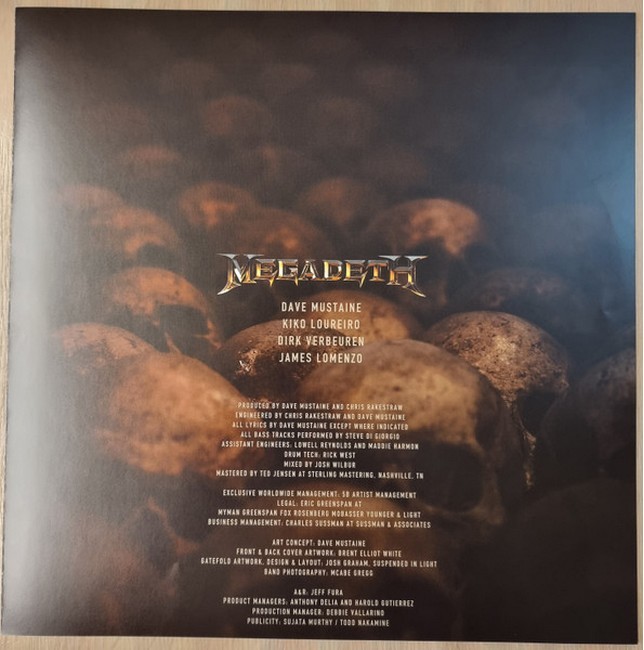 MEGADETH
DAVE MUSTAINE
KIKO LOUREIRO
DIRK VERBEUREN
JAMES LOMENZO
PRODUCED BY DAVE MUSTAINE AND CHRIS RAKESTRAW
ENGINEERED BY CHRIS RAKESTRAW AND DAVE MUSTAINE
ALL LYRICS BY DAVE MUSTAINE EXCEPT WHERE INDICATED
ALL BASS TRACKS PERFORMED BY STEVE DI GIORGIO
ASSISTANT ENGINEERS: LOWELL REYNOLDS AND MADDIE HARMON
DRUM TECH: RICK WEST
MIXED BY JOSH WILBUR
MASTERED BY TED JENSEN AT STERLING MASTERING, NASHVILLE, TN
EXCLUSIVE WORLDWIDE MANAGEMENT: 5B ARTIST MANAGEMENT
LEGAL: ERIC GREENSPAN AT
MYMAN GREENSPAN FOX ROSENBERG MOBASSER YOUNGER & LIGHT
BUSINESS MANAGEMENT: CHARLES SUSSMAN AT SUSSMAN & ASSOCIATES
ART CONCEPT: DAVE MUSTAINE
FRONT & BACK COVER ARTWORK: BRENT ELLIOT WHITE
GATEFOLD ARTWORK, DESIGN & LAYOUT: JOSH GRAHAM, SUSPENDED IN LIGHT
BAND PHOTOGRAPHY: MCABE GREGG
A&R: JEFF FURA
PRODUCT MANAGERS: ANTHONY DELIA AND HAROLD GUTIERREZ
PRODUCTION MANAGER: DEBBIE VALLARINO
PUBLICITY: SUJATA MURTHY / TODD NAKAMINE